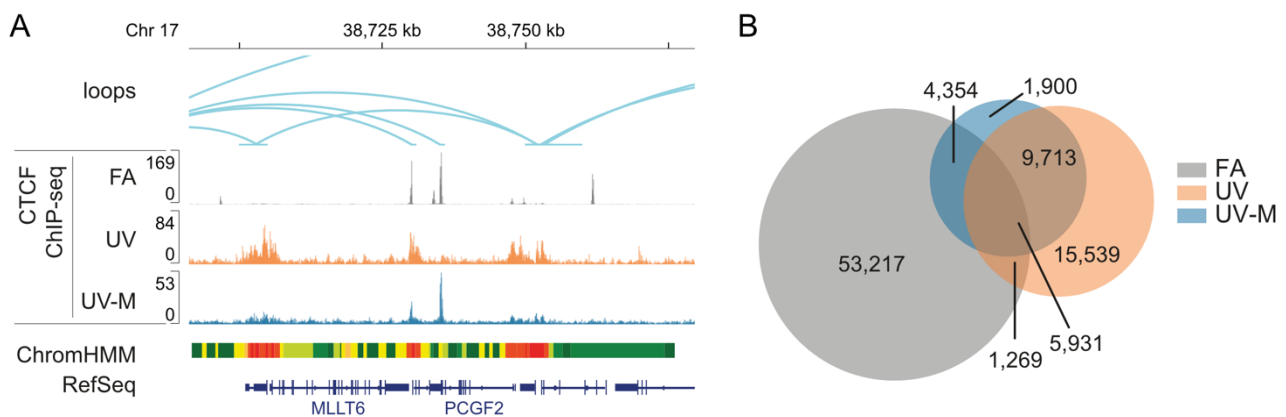 A
Chr 17
38,725 kb
38,750 kb
loops
CTCF
ChIP-seq
FA
169
0
UV
84
0
UV-M
53
0
ChromHMM
RefSeq
MLLT6
PCGF2
B
4,354
1,900
9,713
53,217
15,539
1,269
5,931
FA
UV
UV-M